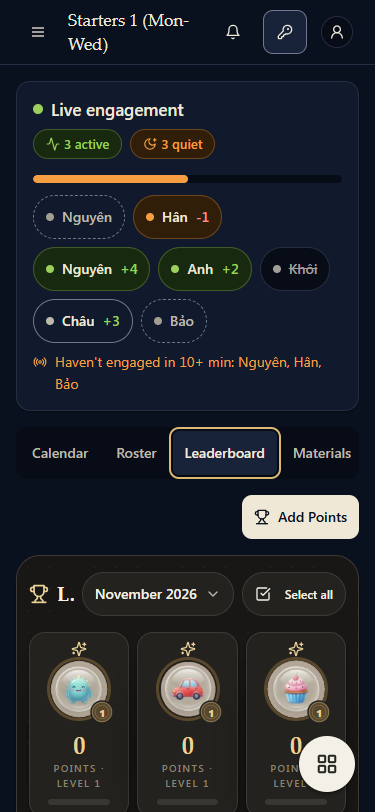 Starters 1 (Mon-
Wed)
Live engagement
3 active
3 quiet
Nguyên
Hân -1
Nguyên +4
Anh +2
Khôi
Châu +3
Bảo
Haven't engaged in 10+ min: Nguyên, Hân,
Bảo
Calendar
Roster
Leaderboard
Materials
Add Points
L.
November 2026
Select all
1
1
1
0
0
0
POINTS ·
LEVEL 1
POINTS ·
LEVEL 1
LEVEL 1